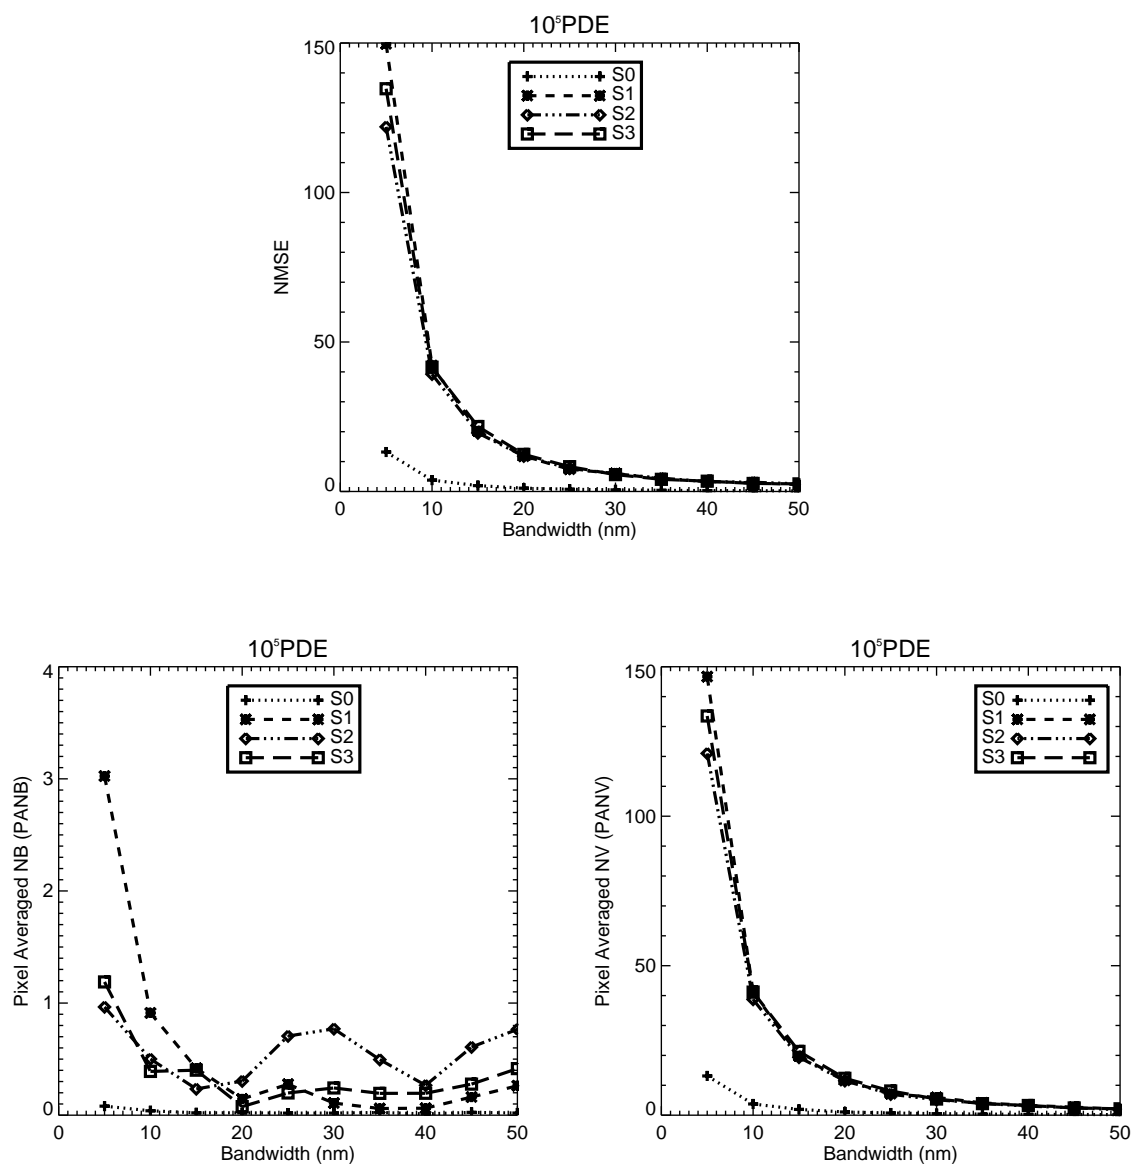 10⁵PDE
150
100
50
0
NMSE
S0
S1
S2
S3
0 10 20 30 40 50
Bandwidth (nm)
10⁵PDE
4
3
2
1
0
Pixel Averaged NB (PANB)
S0
S1
S2
S3
0 10 20 30 40 50
Bandwidth (nm)
10⁵PDE
150
100
50
0
Pixel Averaged NV (PANV)
S0
S1
S2
S3
0 10 20 30 40 50
Bandwidth (nm)